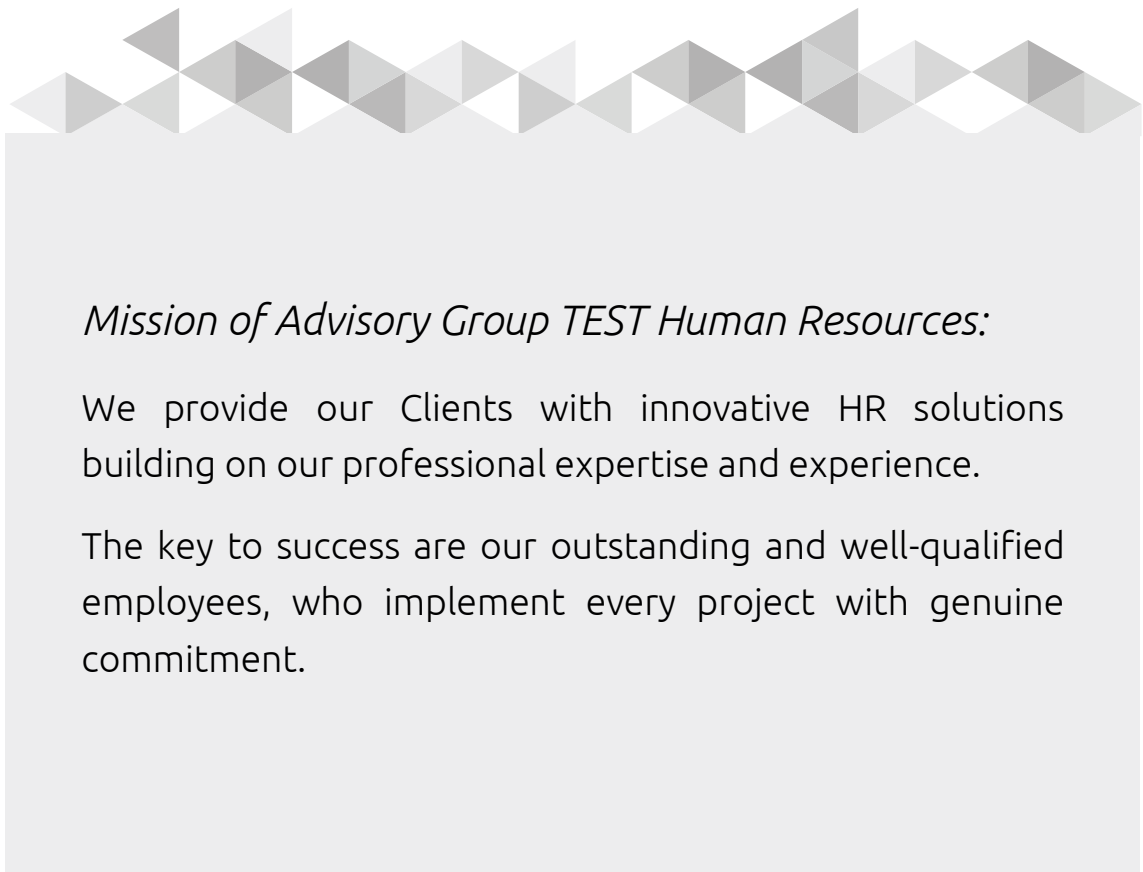 Mission of Advisory Group TEST Human Resources:
We provide our Clients with innovative HR solutions
building on our professional expertise and experience.
The key to success are our outstanding and well-qualified
employees, who implement every project with genuine
commitment.